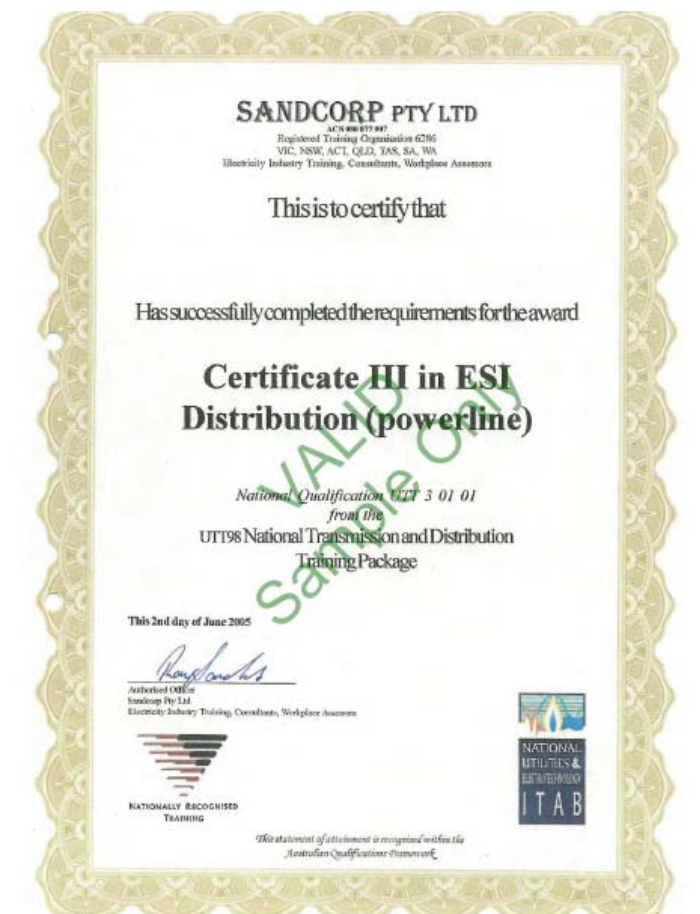 SANDCORP PTY LTD
ACN 080 877 907
Registered Training Organisation 6286
VIC, NSW, ACT, QLD, TAS, SA, WA
Electricity Industry Training, Consultants, Workplace Assessors
This is to certify that
Has successfully completed the requirements for the award
Certificate III in ESI
Distribution (powerline)
VALID
Sample Only
National Qualification UTT 3 01 01
from the
UTT98 National Transmission and Distribution
Training Package
This 2nd day of June 2005
Authorised Officer
Sandcorp Pty Ltd
Electricity Industry Training, Consultants, Workplace Assessors
NATIONALLY RECOGNISED
TRAINING
NATIONAL
UTILITIES &
ELECTROTECHNOLOGY
ITAB
This statement of attainment is recognised within the
Australian Qualifications Framework